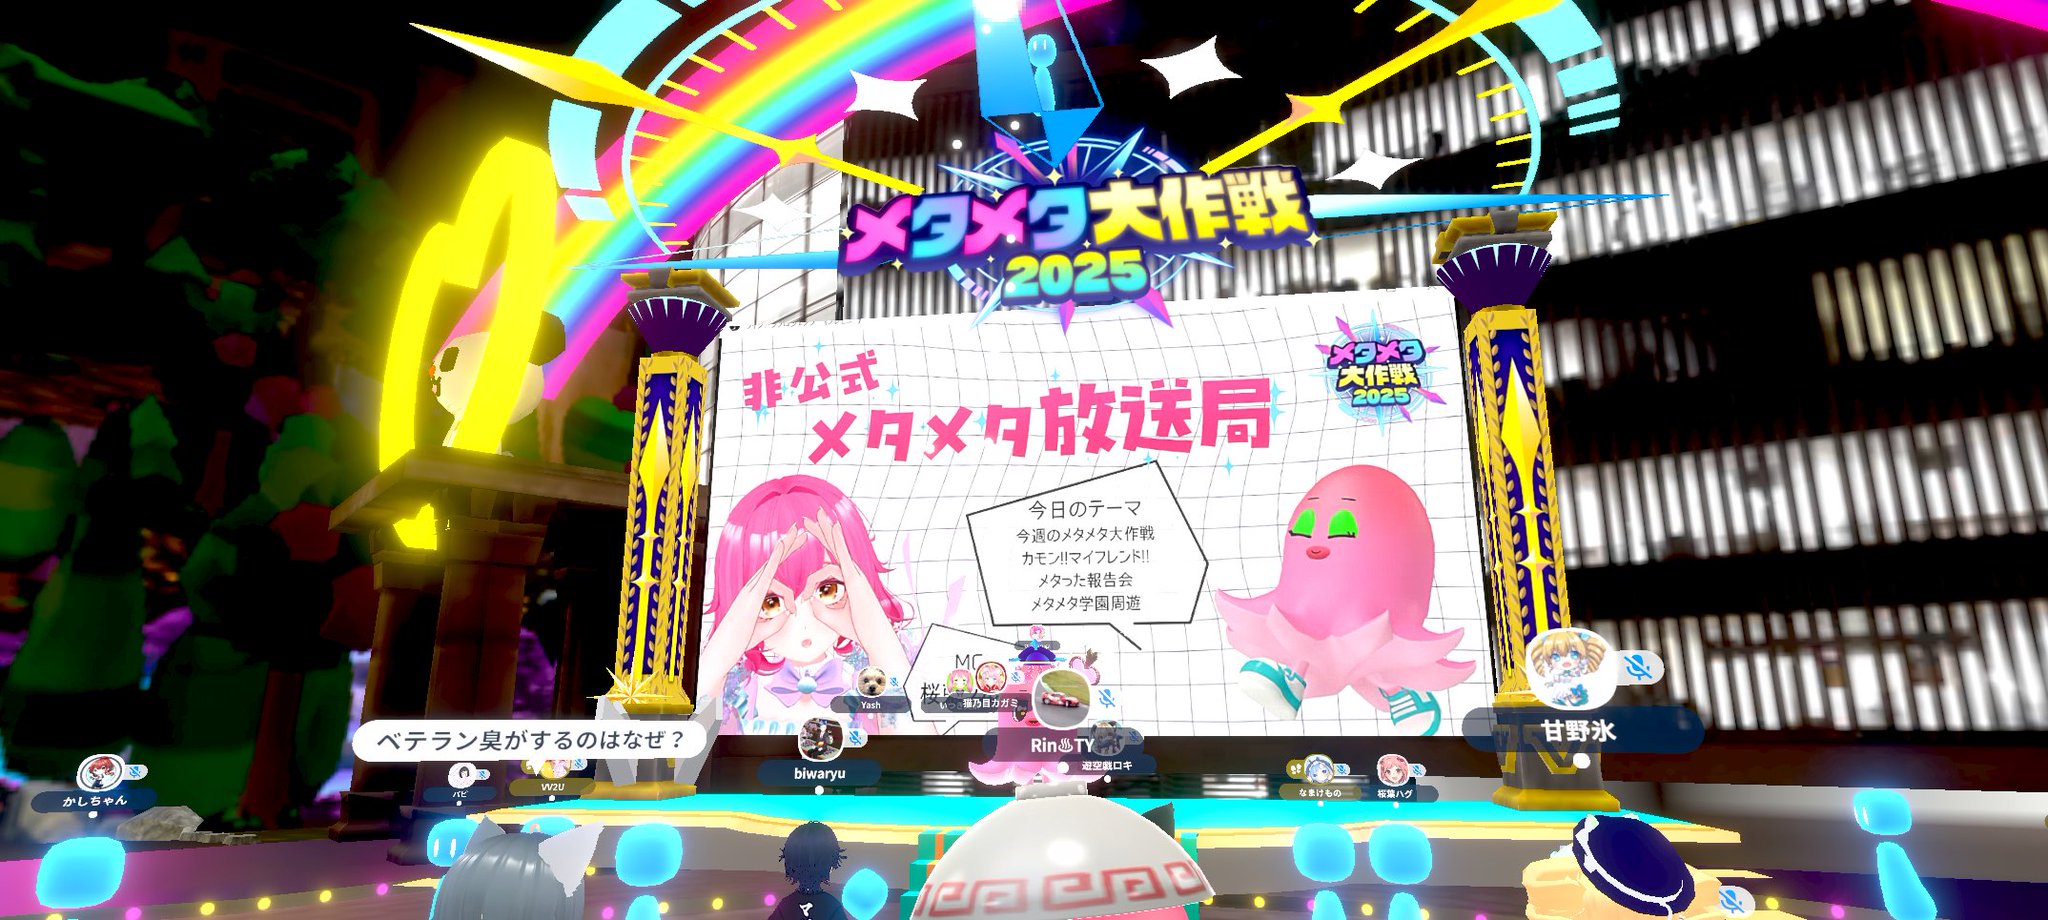 メタメタ大作戦
2025
非公式
メタメタ放送局
メタメタ
大作戦
2025
今日のテーマ
今週のメタメタ大作戦
カモン!!マイフレンド!!
メタった報告会
メタメタ学園周遊
MC
Yash
猫乃目カガミ
Rin♨TY
遊空戯ロキ
biwaryu
ベテラン臭がするのはなぜ？
かしちゃん
VV2U
なまけもの
桜葉ハグ
甘野氷